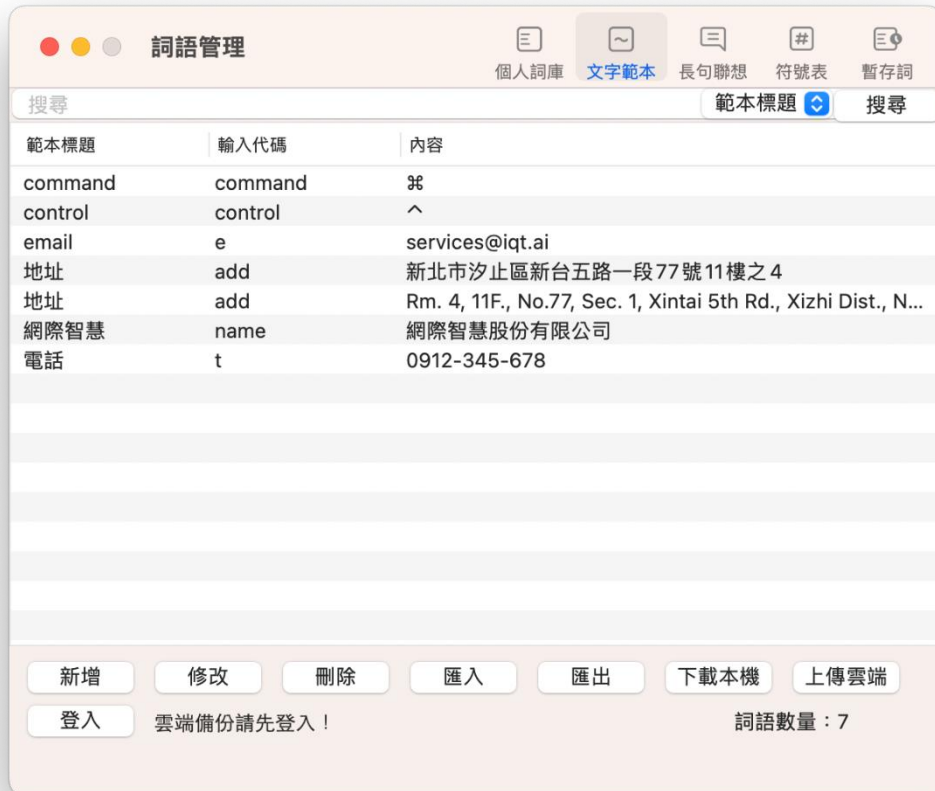 詞語管理
個人詞庫 文字範本 長句聯想 符號表 暫存詞
搜尋 範本標題 搜尋
範本標題 輸入代碼 內容
command command ⌘
control control ^
email e services@iqt.ai
地址 add 新北市汐止區新台五路一段77號11樓之4
地址 add Rm. 4, 11F., No.77, Sec. 1, Xintai 5th Rd., Xizhi Dist., N...
網際智慧 name 網際智慧股份有限公司
電話 t 0912-345-678
新增 修改 刪除 匯入 匯出 下載本機 上傳雲端
登入 雲端備份請先登入！ 詞語數量：7